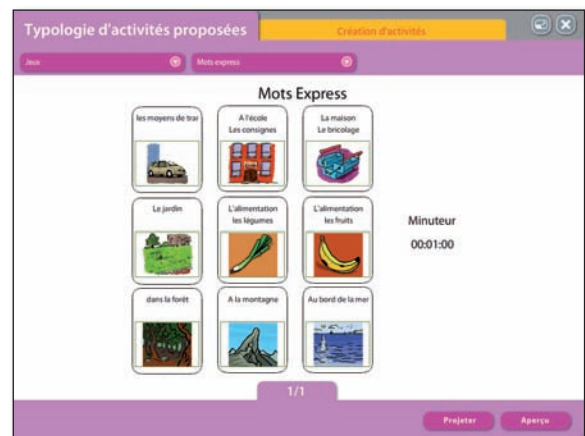 Typologie d'activités proposées
Création d'activités
Jeux
Mots express
Mots Express
les moyens de tran
A l'école
Les consignes
La maison
Le bricolage
Le jardin
L'alimentation
les légumes
L'alimentation
les fruits
Minuteur
00:01:00
dans la forêt
A la montagne
Au bord de la mer
1/1
Projeter
Aperçu